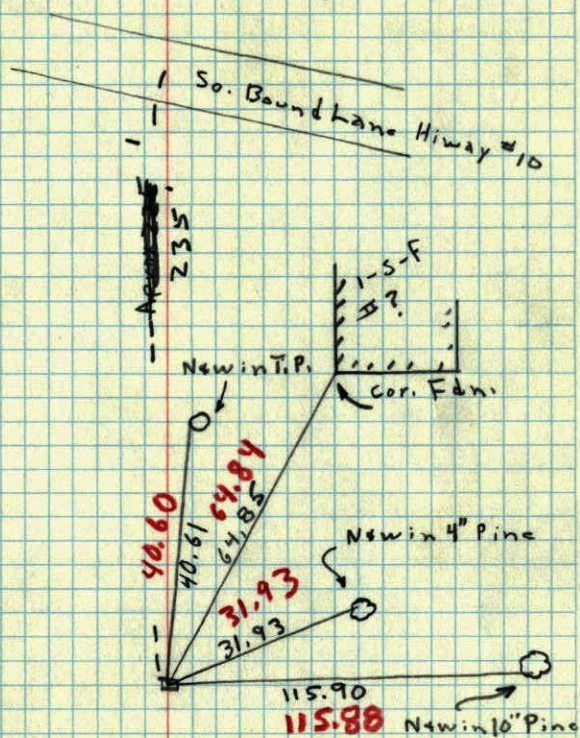 So. Bound Lane Hiway #10
235
1-S-F
# ?
N&W in T.P.
Cor. Fdn.
40.60
40.61
64.84
64.85
N&W in 4" Pine
31.93
31.93
115.90
115.88
N&W in 10" Pine